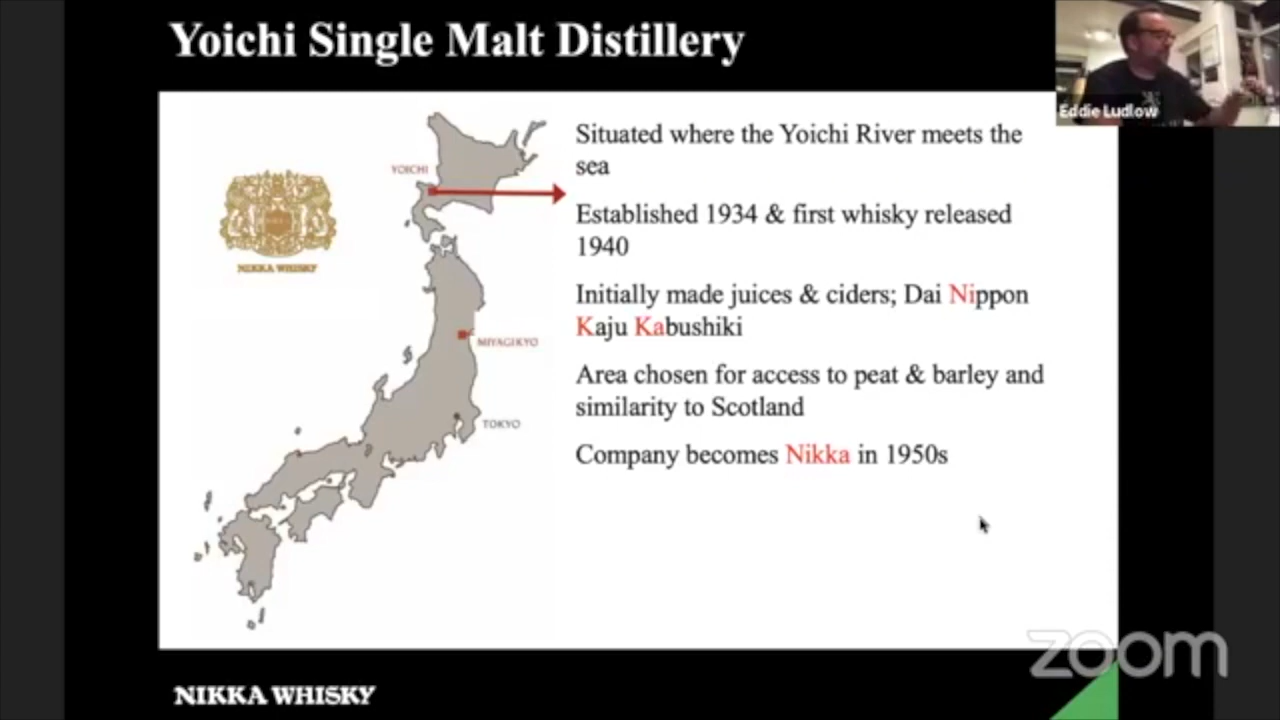 Yoichi Single Malt Distillery
Eddie Ludlow
Situated where the Yoichi River meets the
sea
YOICHI
Established 1934 & first whisky released
1940
NIKKA WHISKY
Initially made juices & ciders; Dai Nippon
Kaju Kabushiki
MIYAGIKYO
Area chosen for access to peat & barley and
similarity to Scotland
TOKYO
Company becomes Nikka in 1950s
zoom
NIKKA WHISKY